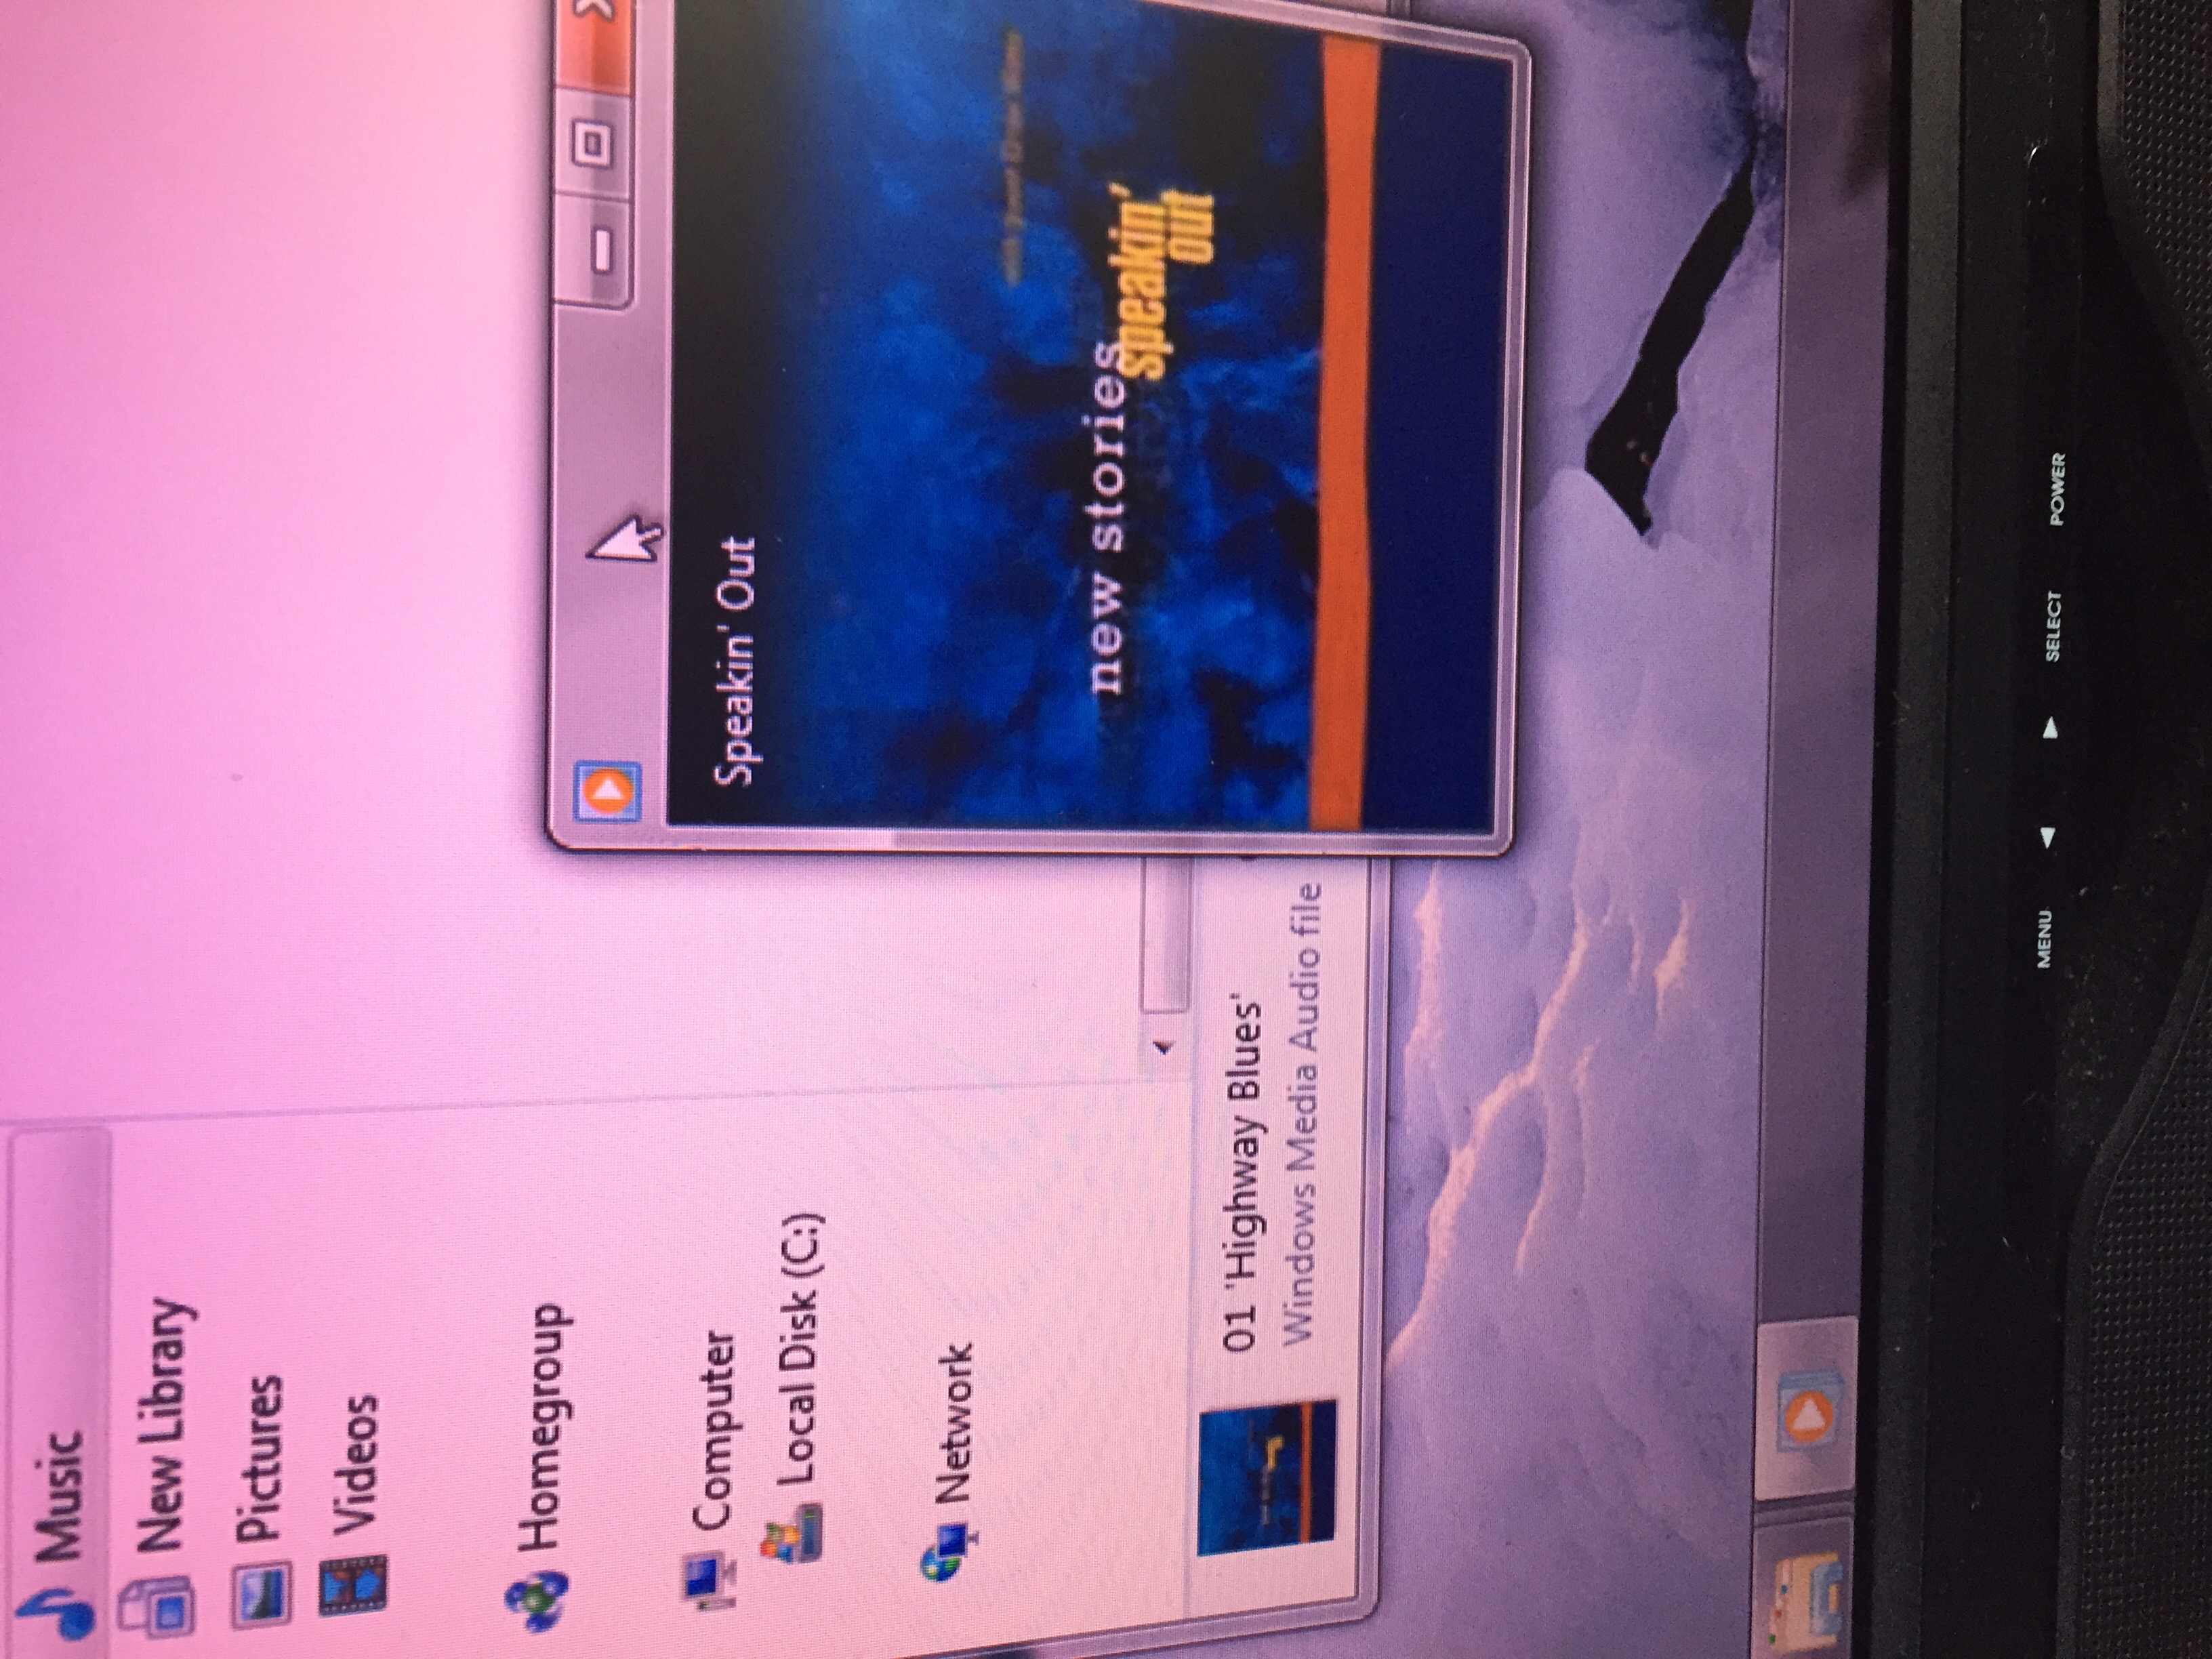 Music
New Library
Pictures
Videos
Homegroup
Computer
Local Disk (C:)
Network
01 'Highway Blues'
Windows Media Audio file
Speakin' Out
new stories
speakin'
out
MENU
SELECT
POWER